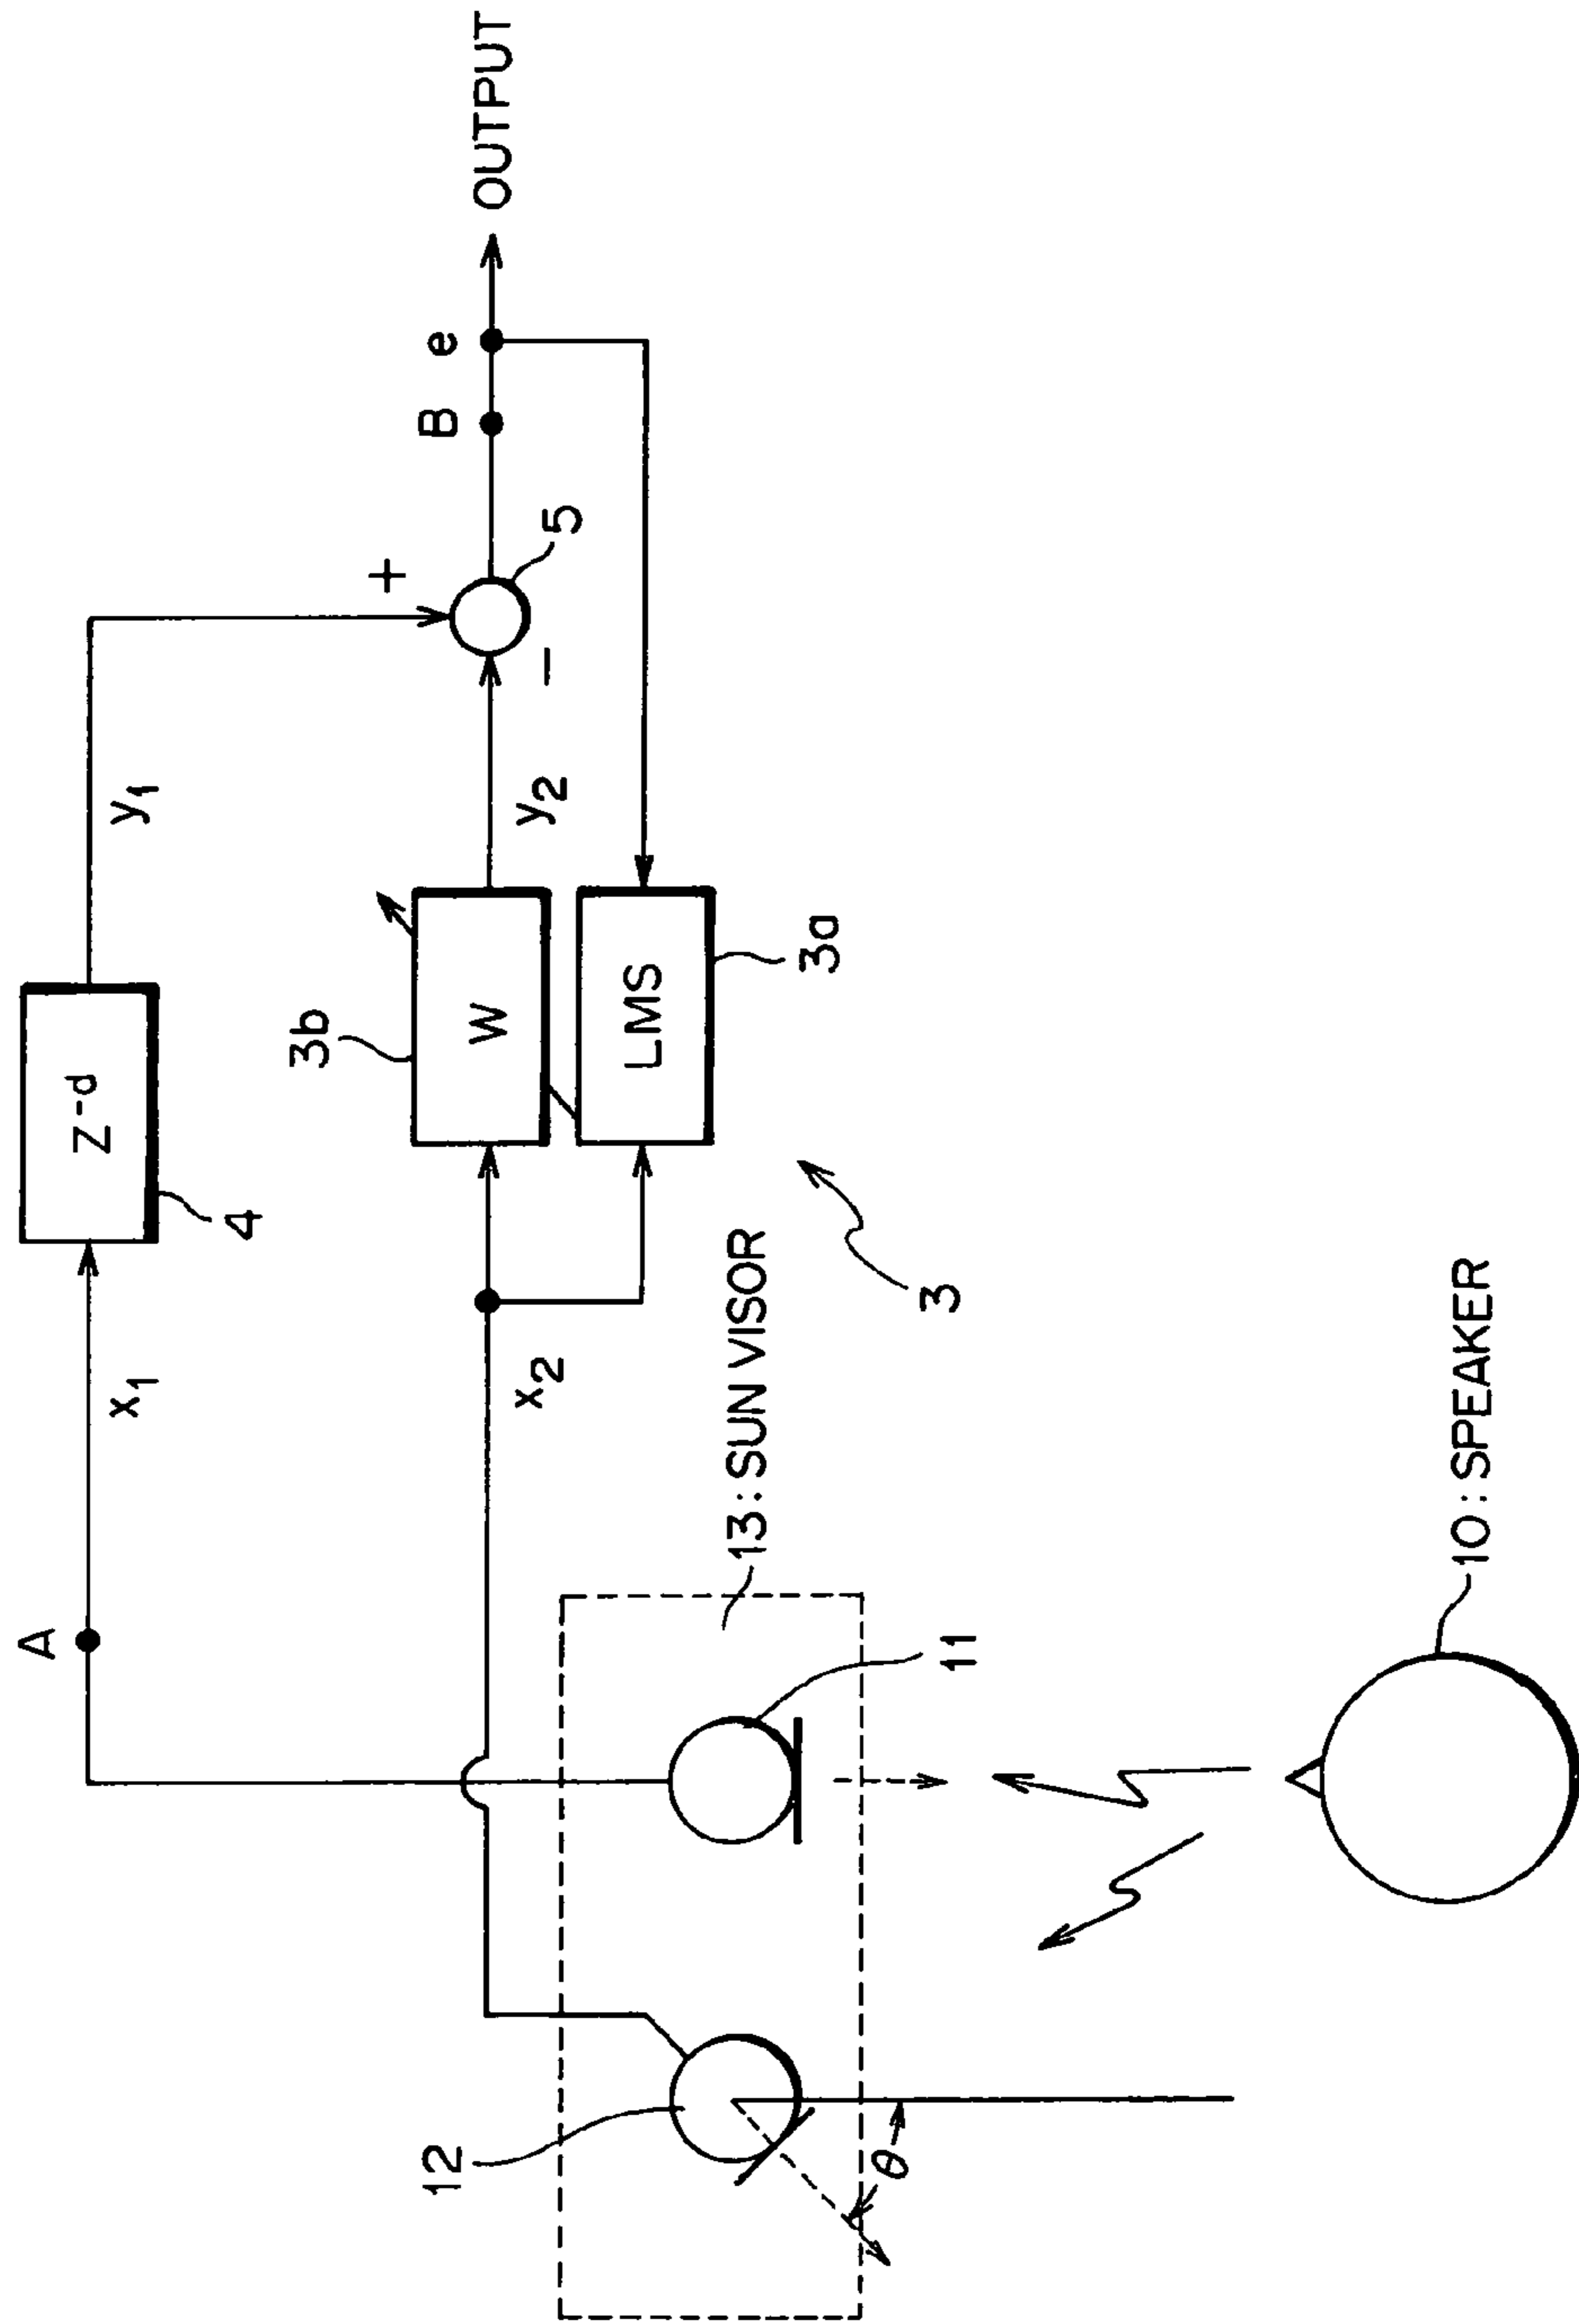 A
x₁
Z⁻ᵈ
4
y₁
+
OUTPUT
12
x₂
3b
W
y₂
−
5
B
e
LMS
3a
3
13: SUN VISOR
11
θ
10: SPEAKER